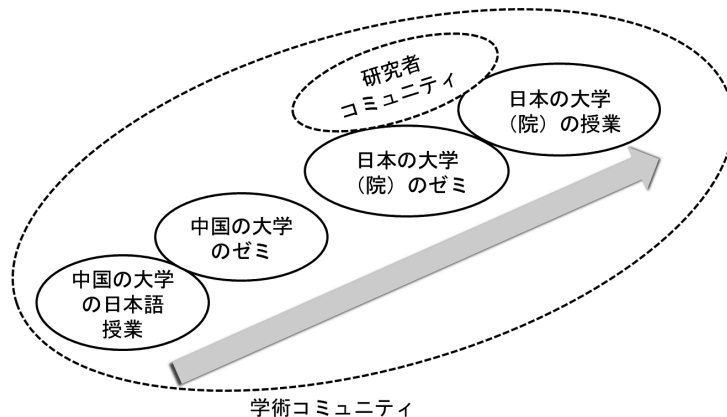 研究者
コミュニティ
日本の大学
（院）の授業
日本の大学
（院）のゼミ
中国の大学
のゼミ
中国の大学
の日本語
授業
学術コミュニティ